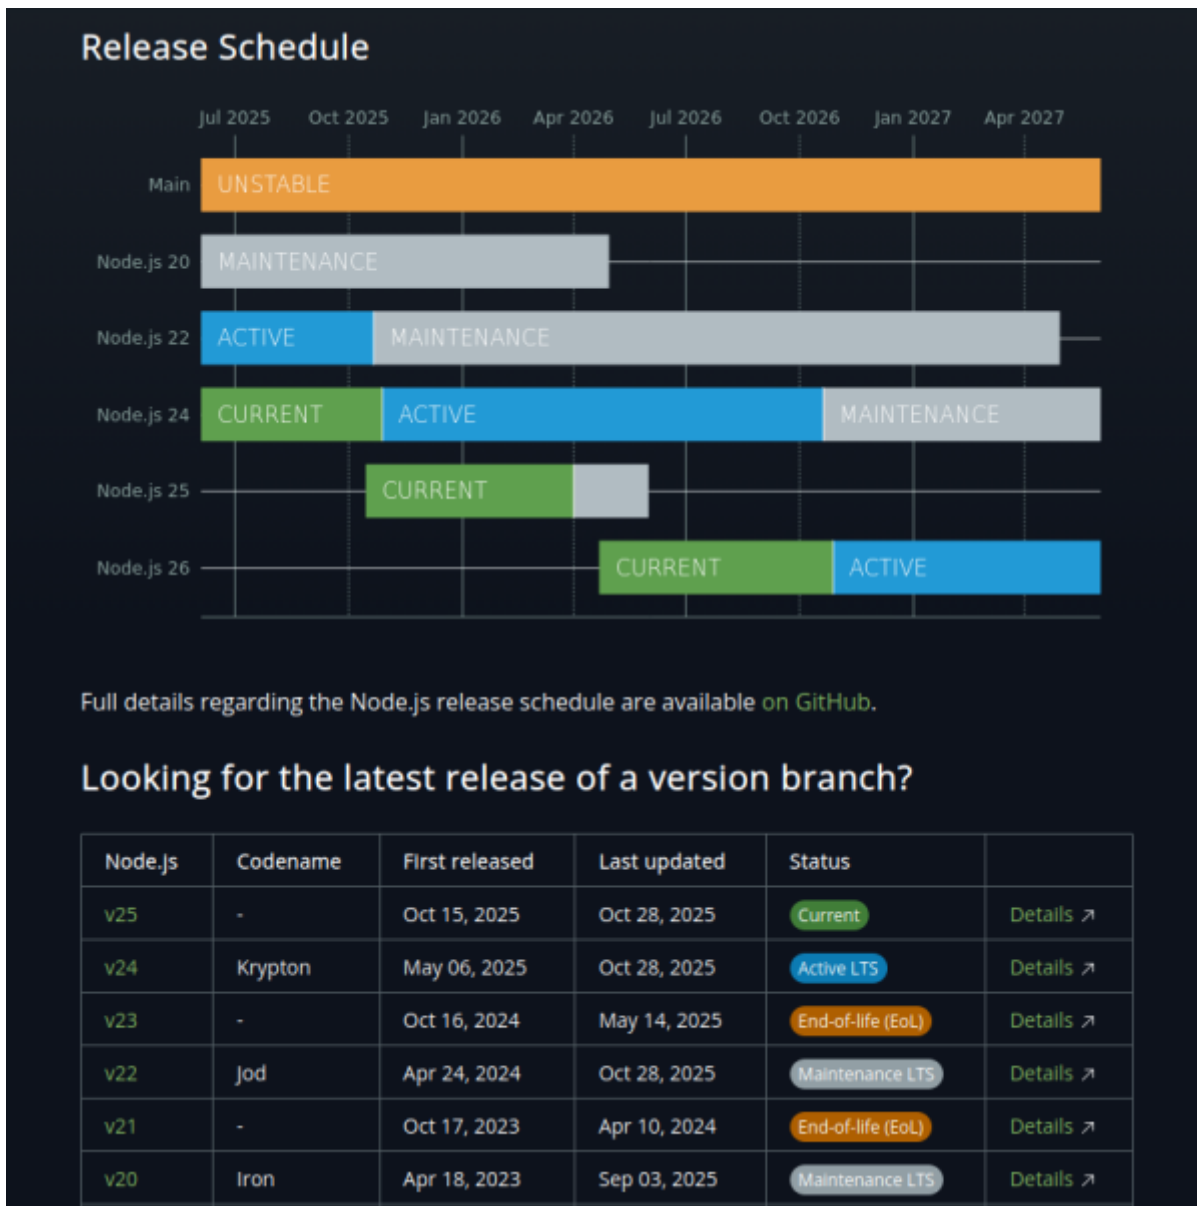 Release Schedule
Jul 2025 Oct 2025 Jan 2026 Apr 2026 Jul 2026 Oct 2026 Jan 2027 Apr 2027
Main UNSTABLE
Node.js 20 MAINTENANCE
Node.js 22 ACTIVE MAINTENANCE
Node.js 24 CURRENT ACTIVE MAINTENANCE
Node.js 25 CURRENT
Node.js 26 CURRENT ACTIVE
Full details regarding the Node.js release schedule are available on GitHub.
Looking for the latest release of a version branch?
Node.js Codename First released Last updated Status
v25 - Oct 15, 2025 Oct 28, 2025 Current Details ↗
v24 Krypton May 06, 2025 Oct 28, 2025 Active LTS Details ↗
v23 - Oct 16, 2024 May 14, 2025 End-of-life (EoL) Details ↗
v22 Jod Apr 24, 2024 Oct 28, 2025 Maintenance LTS Details ↗
v21 - Oct 17, 2023 Apr 10, 2024 End-of-life (EoL) Details ↗
v20 Iron Apr 18, 2023 Sep 03, 2025 Maintenance LTS Details ↗